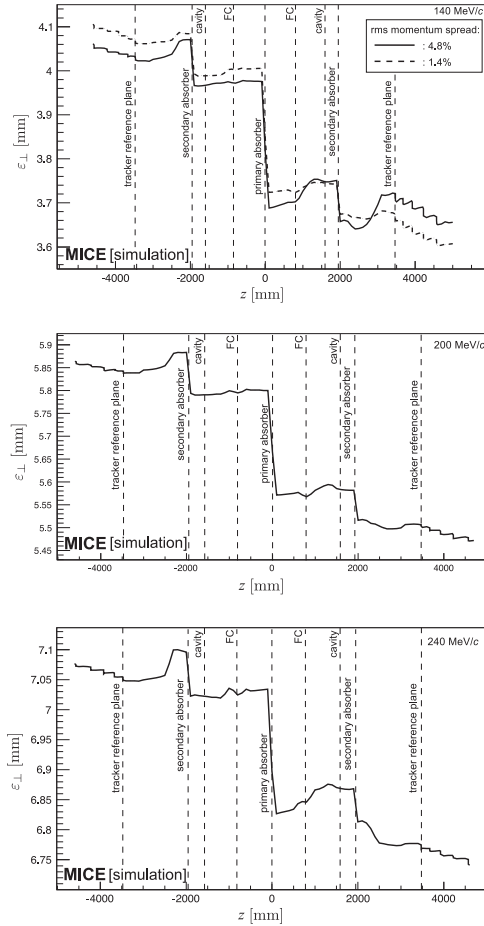 140 MeV/c
rms momentum spread:
: 4.8%
: 1.4%
4.1
4
3.9
3.8
3.7
3.6
ε⊥ [mm]
tracker reference plane
secondary absorber
cavity
FC
primary absorber
FC
cavity
secondary absorber
tracker reference plane
MICE [simulation]
-4000 -2000 0 2000 4000
z [mm]
200 MeV/c
5.9
5.85
5.8
5.75
5.7
5.65
5.6
5.55
5.5
5.45
ε⊥ [mm]
tracker reference plane
secondary absorber
cavity
FC
primary absorber
FC
cavity
secondary absorber
tracker reference plane
MICE [simulation]
-4000 -2000 0 2000 4000
z [mm]
240 MeV/c
7.1
7.05
7
6.95
6.9
6.85
6.8
6.75
ε⊥ [mm]
tracker reference plane
secondary absorber
cavity
FC
primary absorber
FC
cavity
secondary absorber
tracker reference plane
MICE [simulation]
-4000 -2000 0 2000 4000
z [mm]